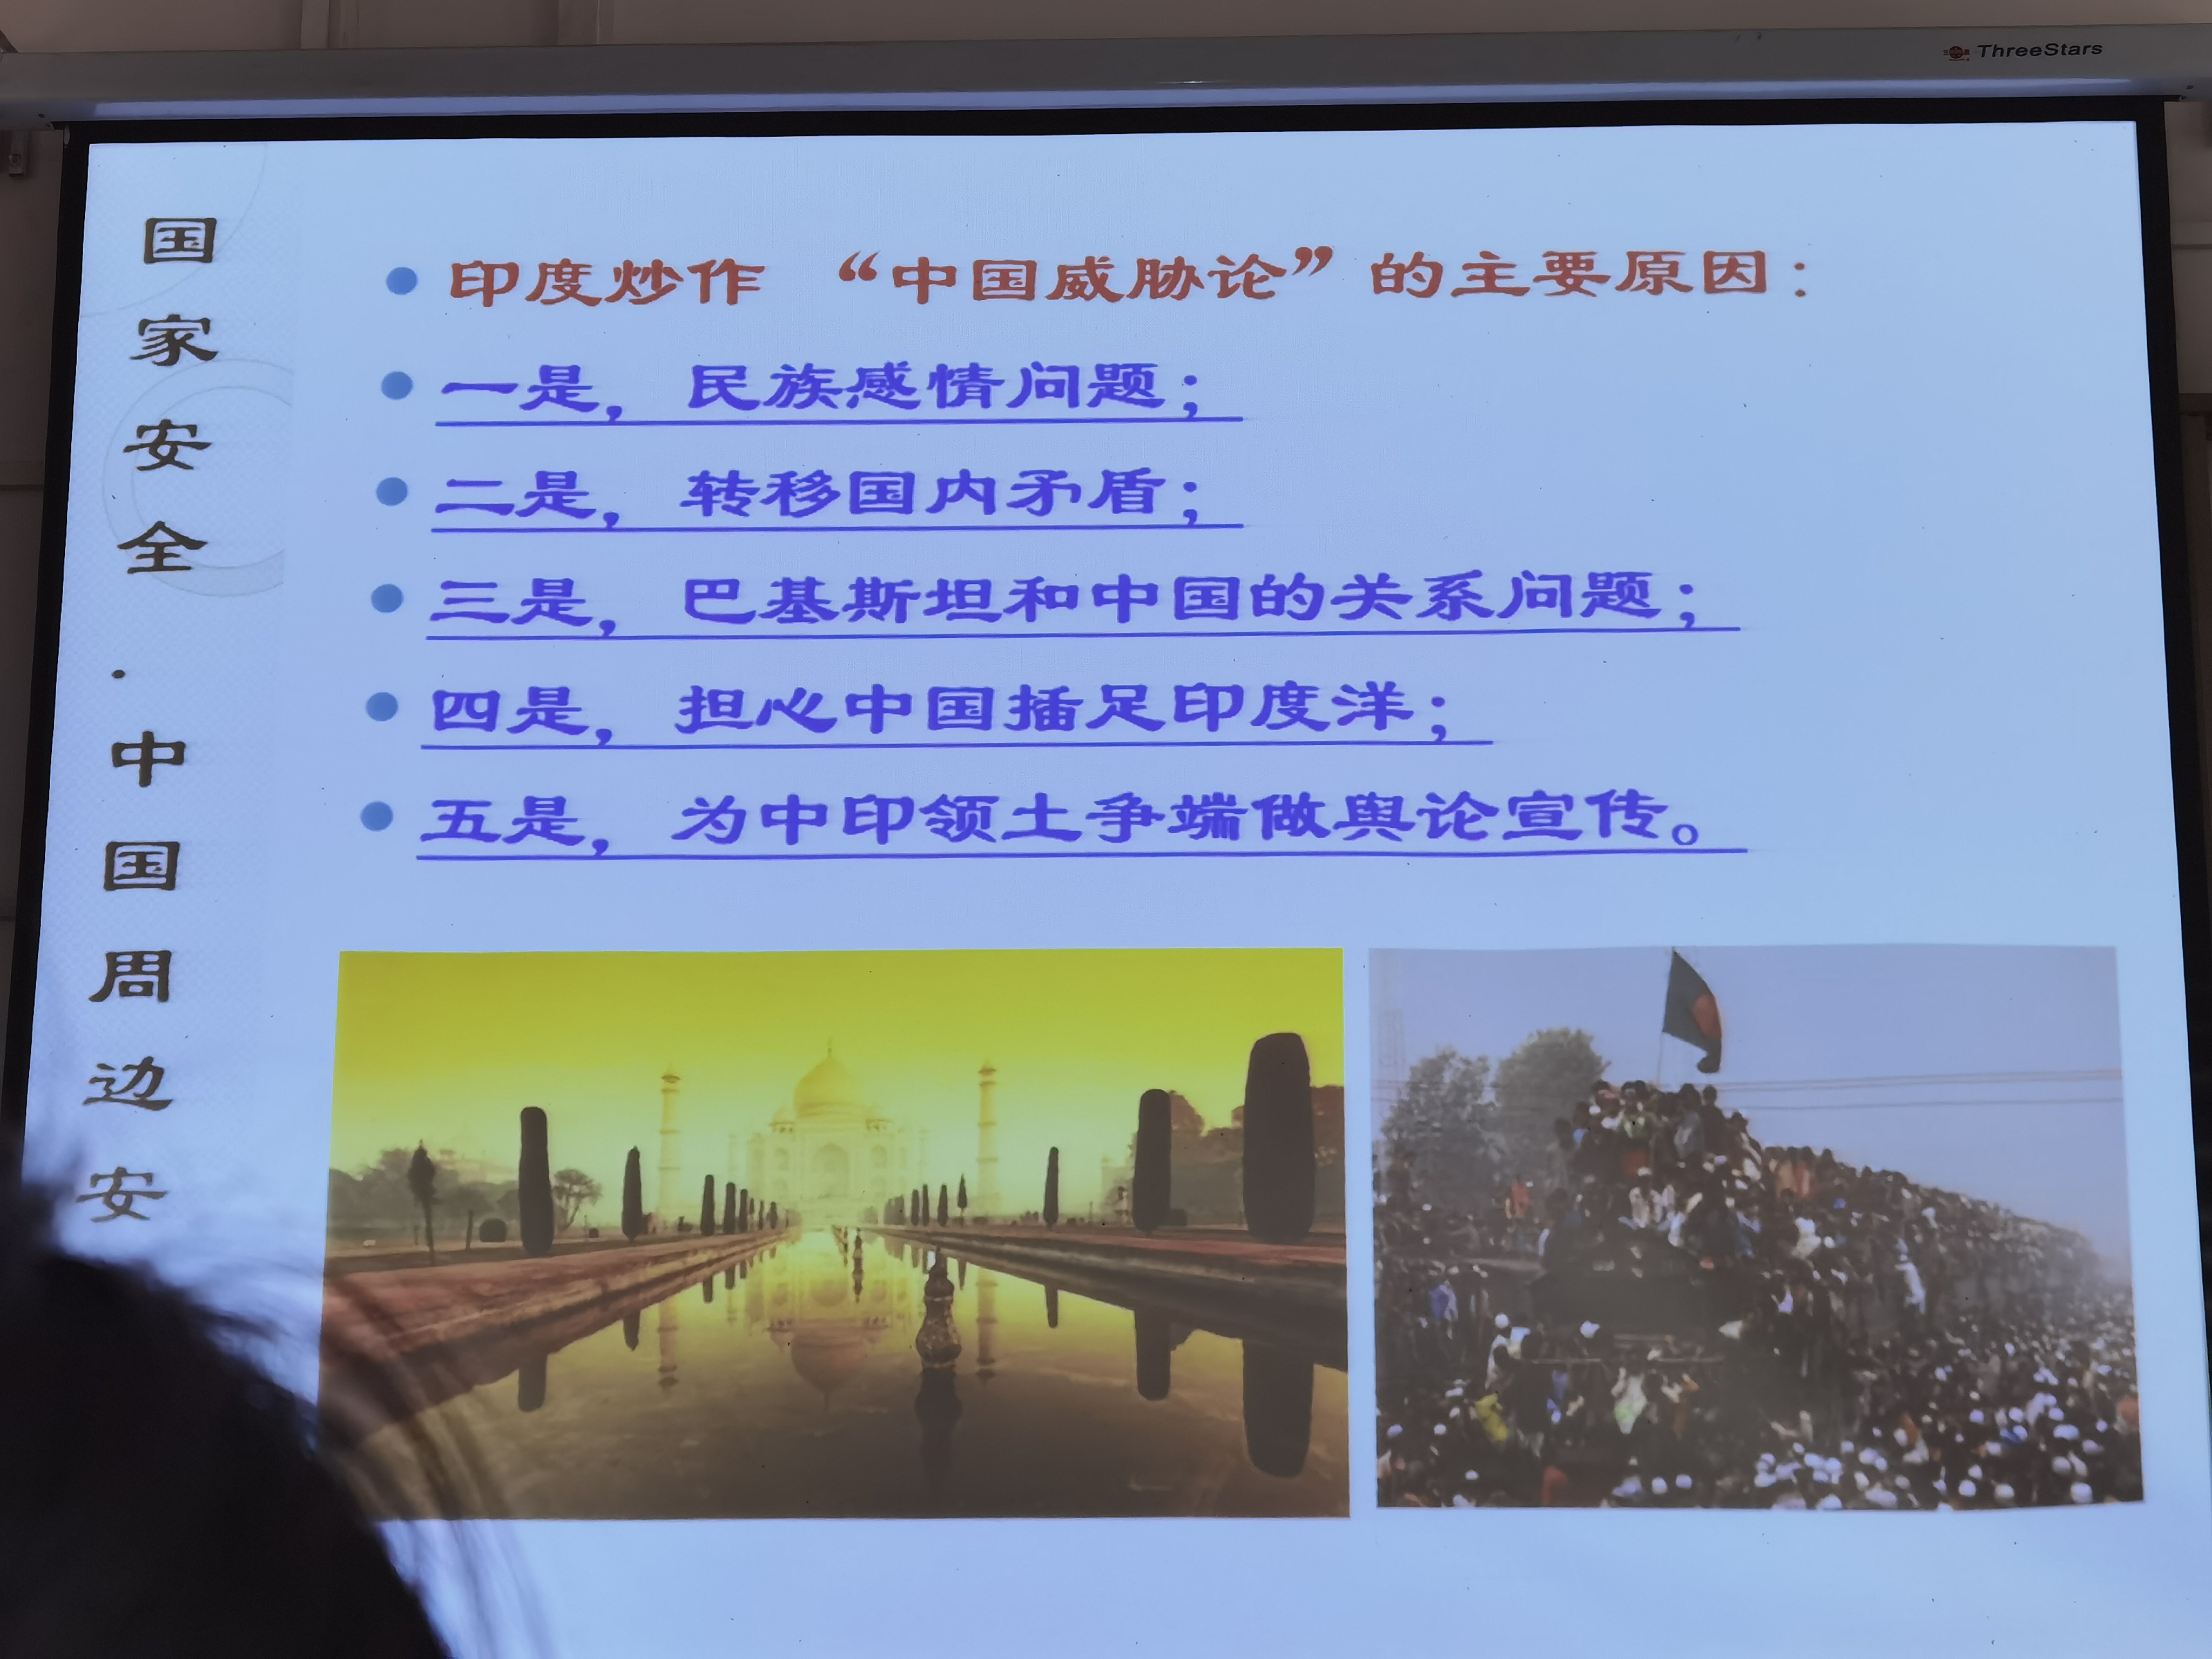 ThreeStars
国家安全·中国周边安
印度炒作 “中国威胁论”的主要原因：
一是，民族感情问题；
二是，转移国内矛盾；
三是，巴基斯坦和中国的关系问题；
四是，担心中国插足印度洋；
五是，为中印领土争端做舆论宣传。